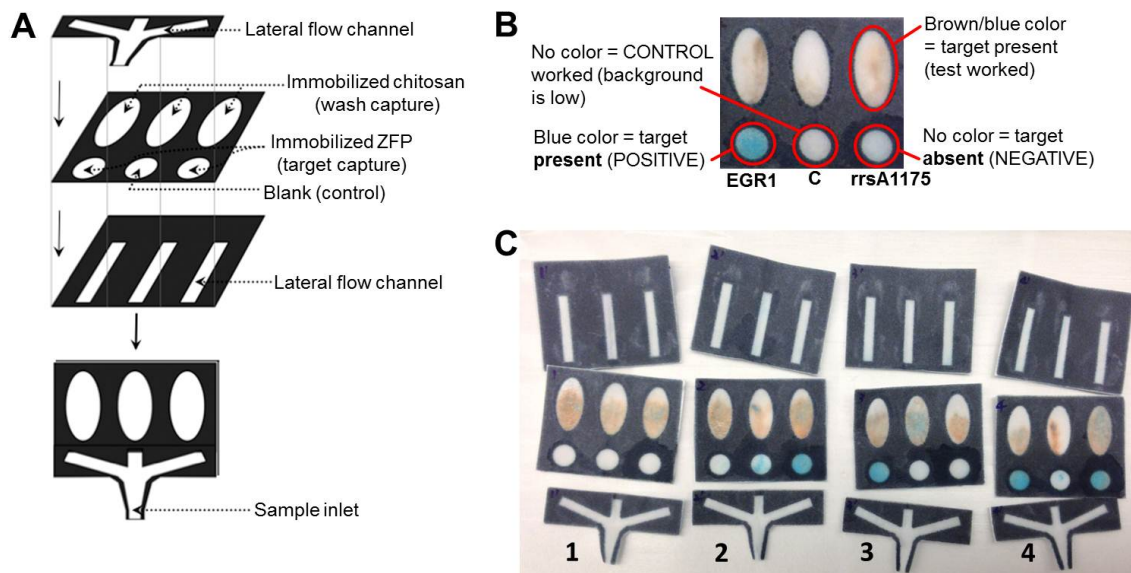 A
Lateral flow channel
Immobilized chitosan
(wash capture)
Immobilized ZFP
(target capture)
Blank (control)
Lateral flow channel
Sample inlet
B
No color = CONTROL
worked (background
is low)
Brown/blue color
= target present
(test worked)
Blue color = target
present (POSITIVE)
No color = target
absent (NEGATIVE)
EGR1 C rrsA1175
C
1 2 3 4